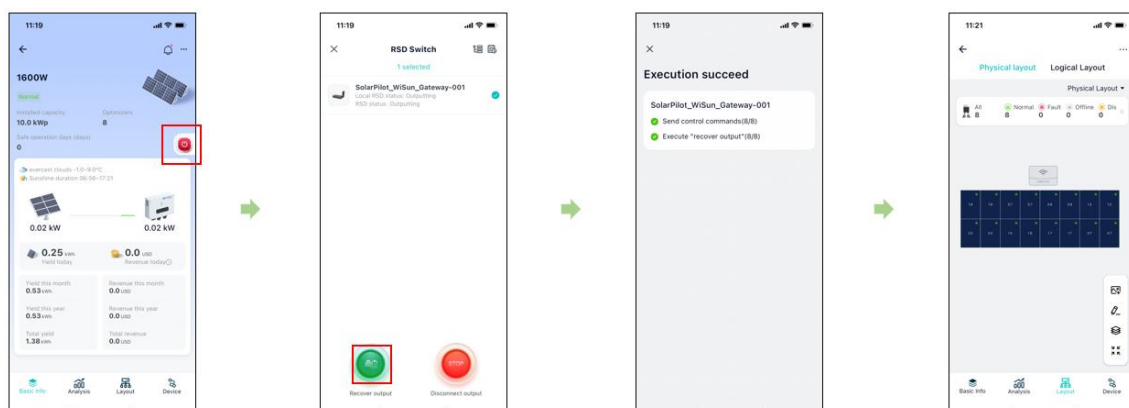 11:19
1600W
Normal
Installed capacity
Optimizers
10.0 kWp
8
Safe operation days (days)
0
overcast clouds -1.0~9.0°C
Sunshine duration 06:56~17:21
0.02 kW
0.02 kW
0.25 kWh
0.0 USD
Yield today
Revenue today
Yield this month
Revenue this month
0.53 kWh
0.0 USD
Yield this year
Revenue this year
0.53 kWh
0.0 USD
Total yield
Total revenue
1.38 kWh
0.0 USD
Basic Info
Analysis
Layout
Device
11:19
RSD Switch
1 selected
SolarPilot_WiSun_Gateway-001
Local RSD status: Outputting
RSD status: Outputting
STOP
Recover output
Disconnect output
11:19
Execution succeed
SolarPilot_WiSun_Gateway-001
Send control commands(8/8)
Execute "recover output"(8/8)
11:21
Physical layout
Logical Layout
Physical Layout
All
Normal
Fault
Offline
Dis
8
8
0
0
0
Basic Info
Analysis
Layout
Device